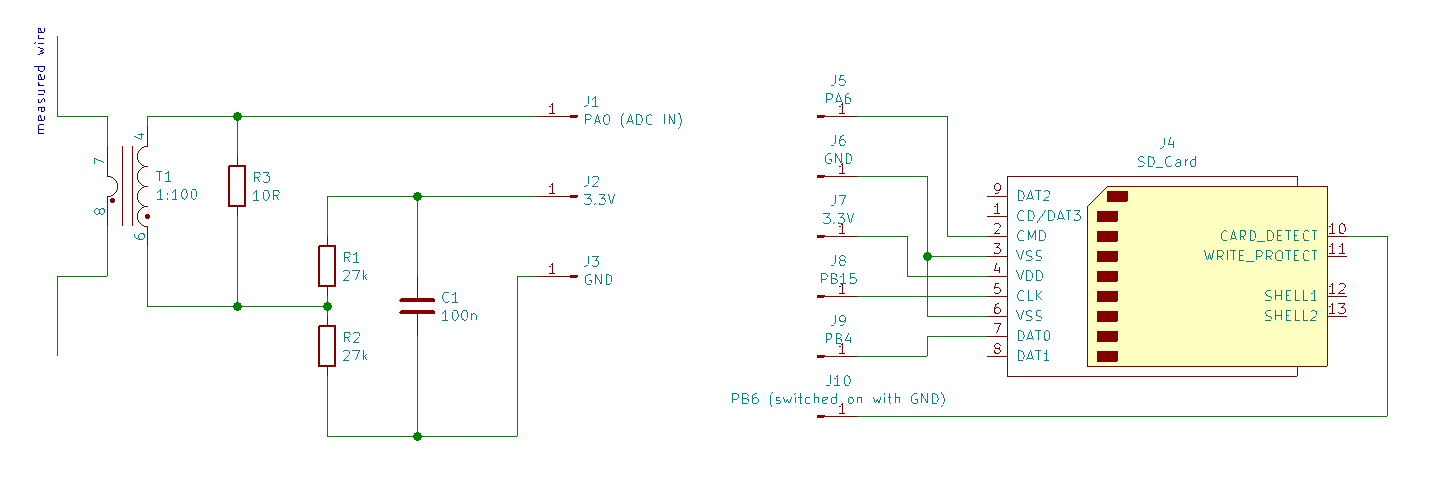 measured wire
7
8
4
6
T1
1:100
R3
10R
R1
27k
R2
27k
C1
100n
1
J1
PA0 (ADC IN)
1
J2
3.3V
1
J3
GND
J5
PA6
1
J6
GND
1
J7
3.3V
1
J8
PB15
1
J9
PB4
1
J10
PB6 (switched on with GND)
1
J4
SD_Card
9 DAT2
1 CD/DAT3
2 CMD
3 VSS
4 VDD
5 CLK
6 VSS
7 DAT0
8 DAT1
CARD_DETECT 10
WRITE_PROTECT 11
SHELL1 12
SHELL2 13